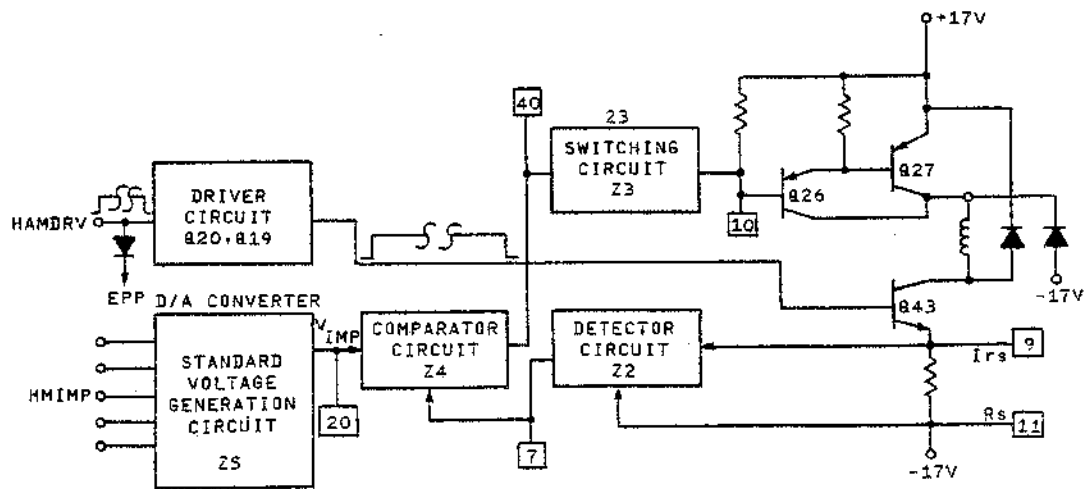 +17V
40
23
SWITCHING
CIRCUIT
Z3
Q27
Q26
10
DRIVER
CIRCUIT
Q20,Q19
HAMDRV
EPP
-17V
D/A CONVERTER
VIMP
COMPARATOR
CIRCUIT
Z4
DETECTOR
CIRCUIT
Z2
Q43
Irs
9
STANDARD
VOLTAGE
GENERATION
CIRCUIT
Z5
HMIMP
20
7
Rs
11
-17V